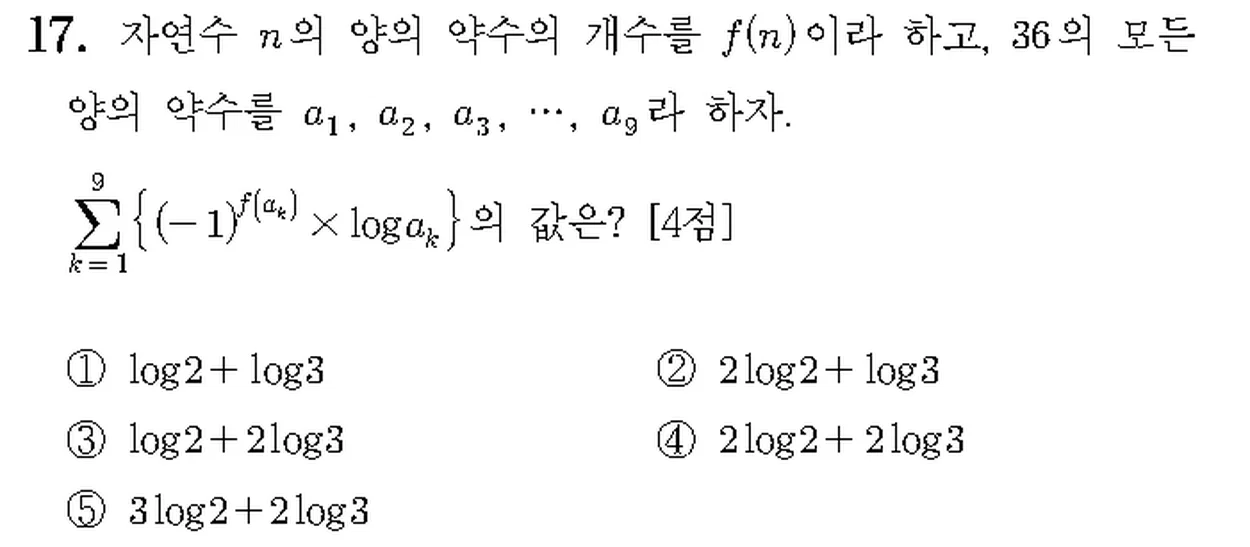 17. 자연수 n의 양의 약수의 개수를 f(n)이라 하고, 36의 모든
양의 약수를 a₁, a₂, a₃, ⋯, a₉라 하자.
∑_{k=1}^{9} {(−1)^{f(a_k)} × log a_k}의 값은? [4점]
① log2 + log3
② 2log2 + log3
③ log2 + 2log3
④ 2log2 + 2log3
⑤ 3log2 + 2log3